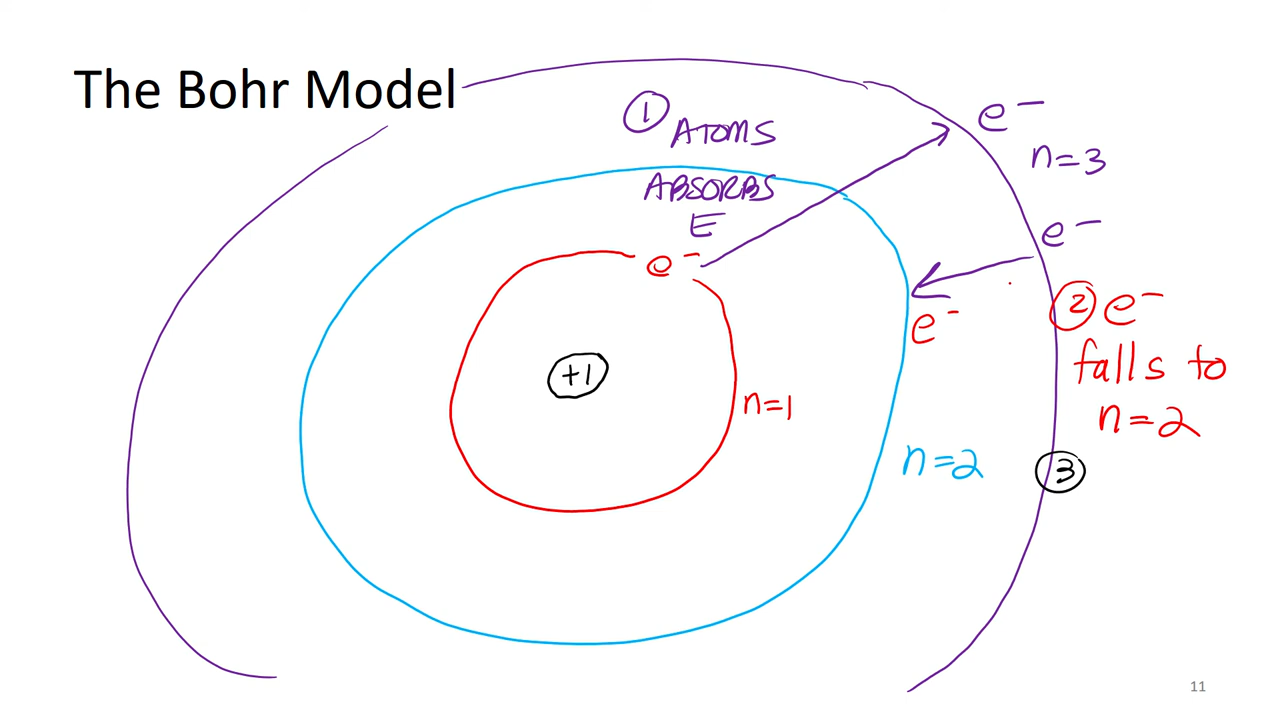 The Bohr Model
① ATOMS
ABSORBS
E
e⁻
n=3
e⁻
e⁻
e⁻
② e⁻
falls to
n=2
+1
n=1
n=2
③
11